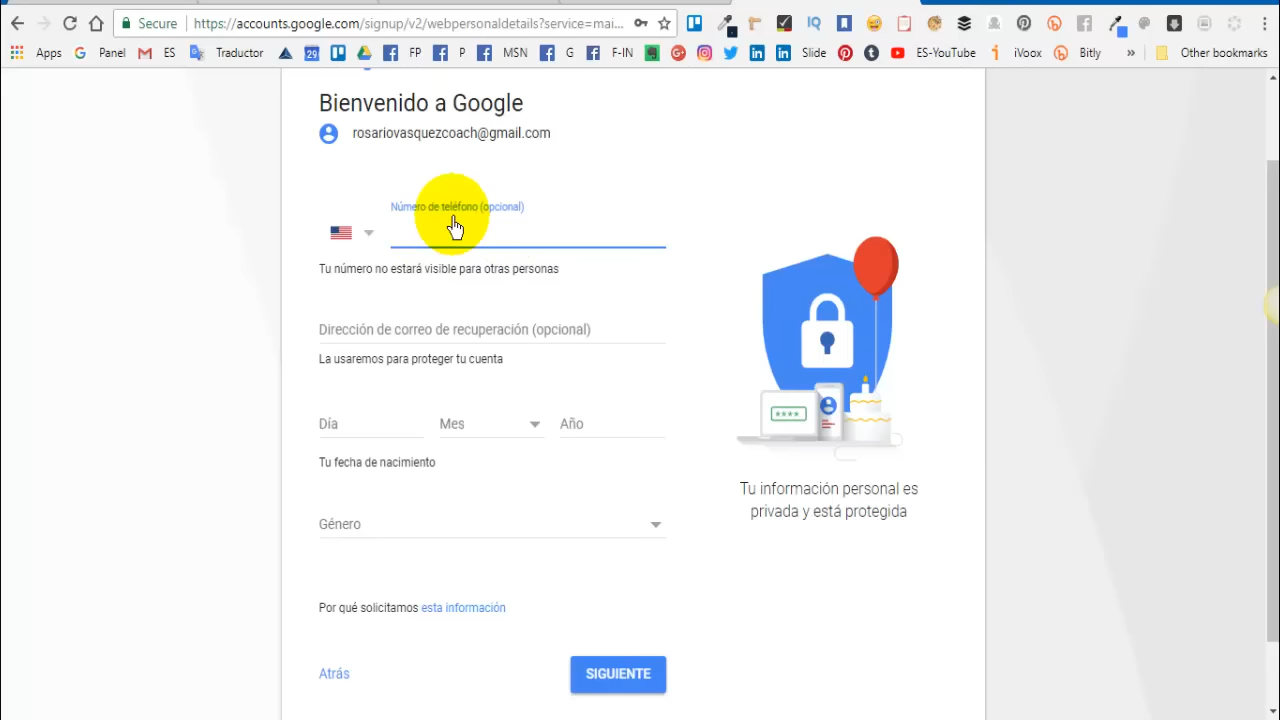 Secure https://accounts.google.com/signup/v2/webpersonaldetails?service=mai...
Apps Panel ES Traductor 29 FP P MSN G F-IN Slide ES-YouTube iVoox Bitly » Other bookmarks
Bienvenido a Google
rosariovasquezcoach@gmail.com
Número de teléfono (opcional)
Tu número no estará visible para otras personas
Dirección de correo de recuperación (opcional)
La usaremos para proteger tu cuenta
Día Mes Año
Tu fecha de nacimiento
Género
****
Tu información personal es
privada y está protegida
Por qué solicitamos esta información
Atrás SIGUIENTE